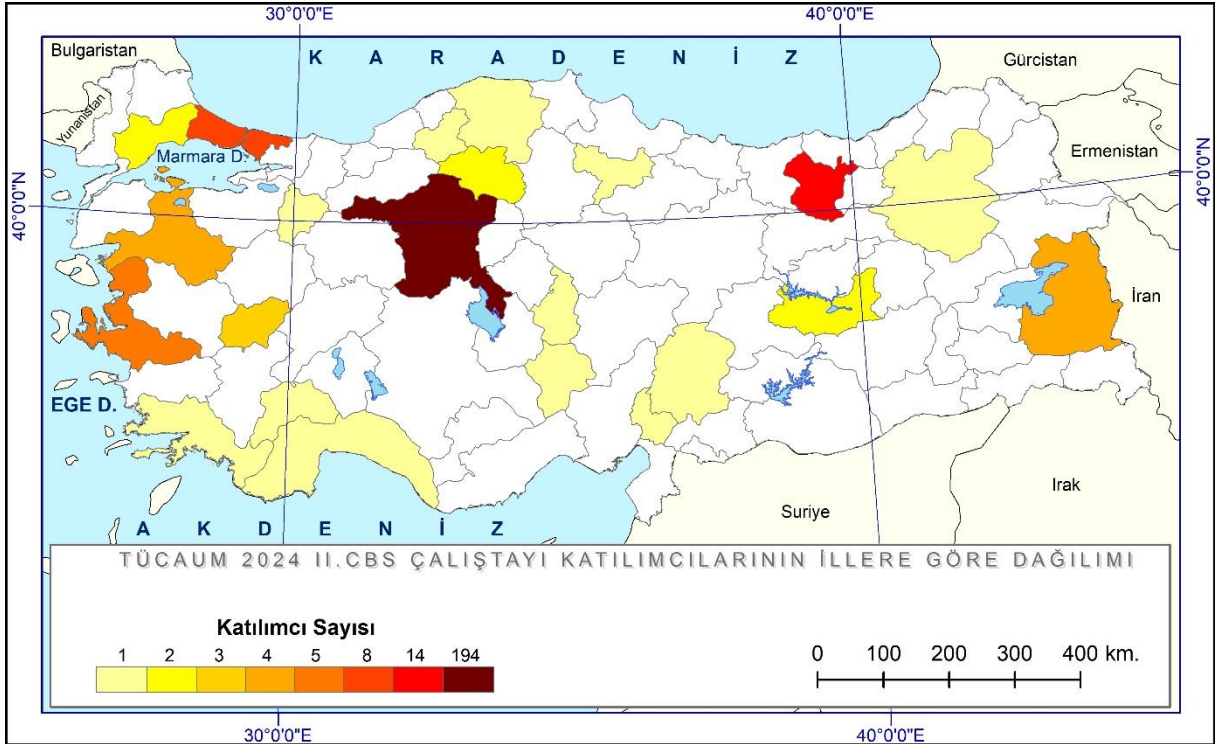 30°0'0"E
40°0'0"E
Bulgaristan
K A R A D E N İ Z
Gürcistan
Yunanistan
Marmara D.
Ermenistan
40°0'0"N
40°0'0"N
İran
EGE D.
Irak
Suriye
A K D E N İ Z
TÜCAUM 2024 II.CBS ÇALIŞTAYI KATILIMCILARININ İLLERE GÖRE DAĞILIMI
Katılımcı Sayısı
1 2 3 4 5 8 14 194
0 100 200 300 400 km.
30°0'0"E
40°0'0"E